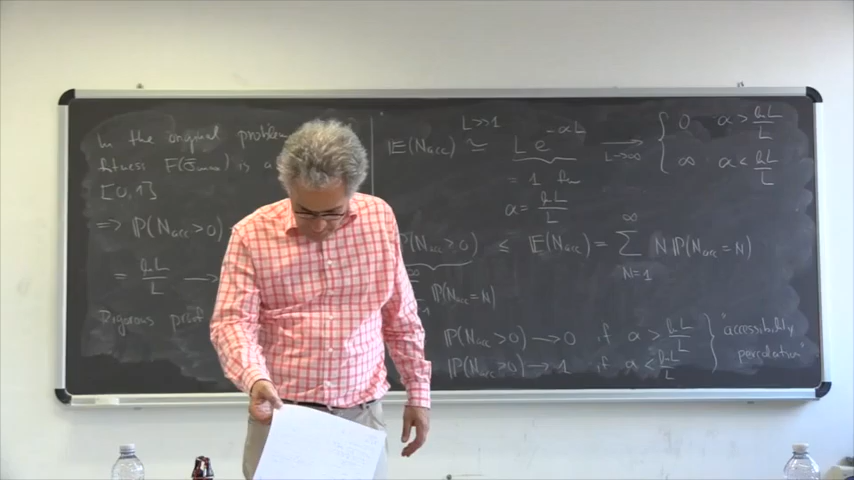 In the original problem
fitness F(σ_max) is a
[0,1]
=> ℙ(N_acc > 0)
= ln L / L →
Rigorous proof
𝔼(N_acc) ≃ L e^{-aL} → { 0 a > ln L / L
L>>1
L→∞
∞ a < ln L / L
= 1 for
a = ln L / L
ℙ(N_acc > 0) ≤ 𝔼(N_acc) = ∑_{N=1}^{∞} N ℙ(N_acc = N)
ℙ(N_acc = N)
ℙ(N_acc > 0) → 0 if a > ln L / L } "accessibility
ℙ(N_acc > 0) → 1 if a < ln L / L percolation"